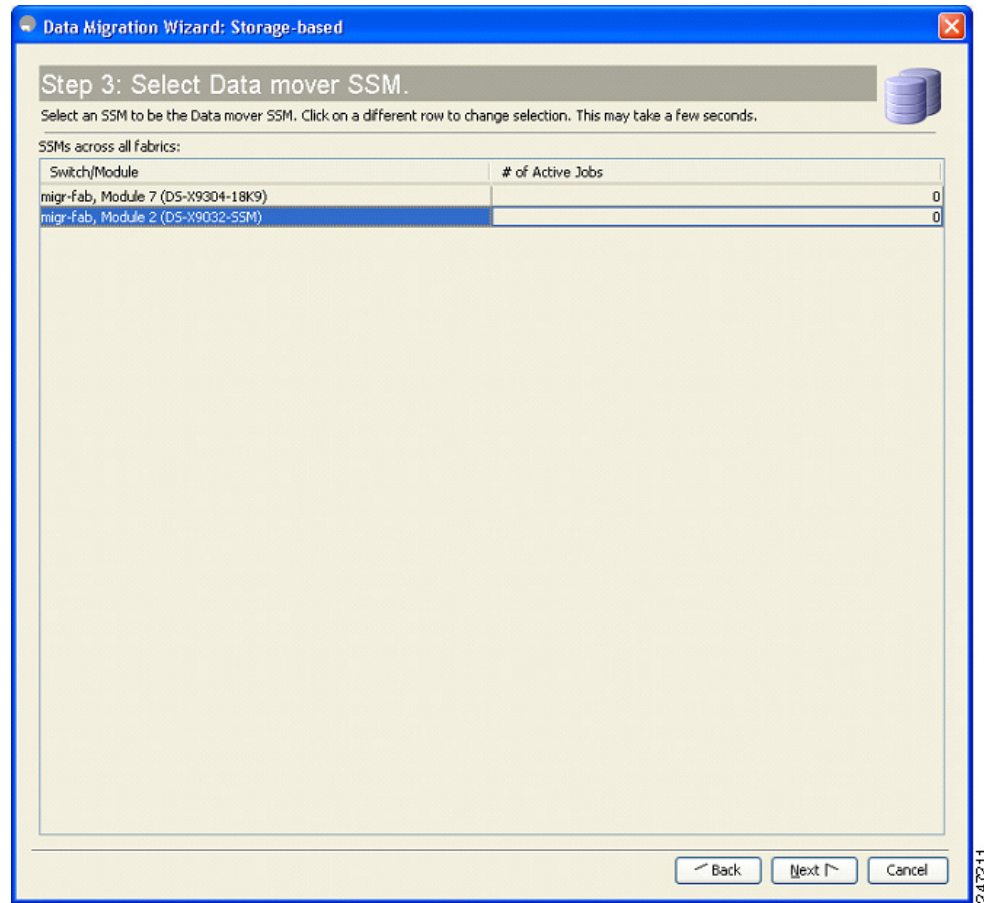 Data Migration Wizard: Storage-based
Step 3: Select Data mover SSM.
Select an SSM to be the Data mover SSM. Click on a different row to change selection. This may take a few seconds.
SSMs across all fabrics:
Switch/Module # of Active Jobs
migr-fab, Module 7 (DS-X9304-18K9) 0
migr-fab, Module 2 (DS-X9032-SSM) 0
Back Next Cancel
247211